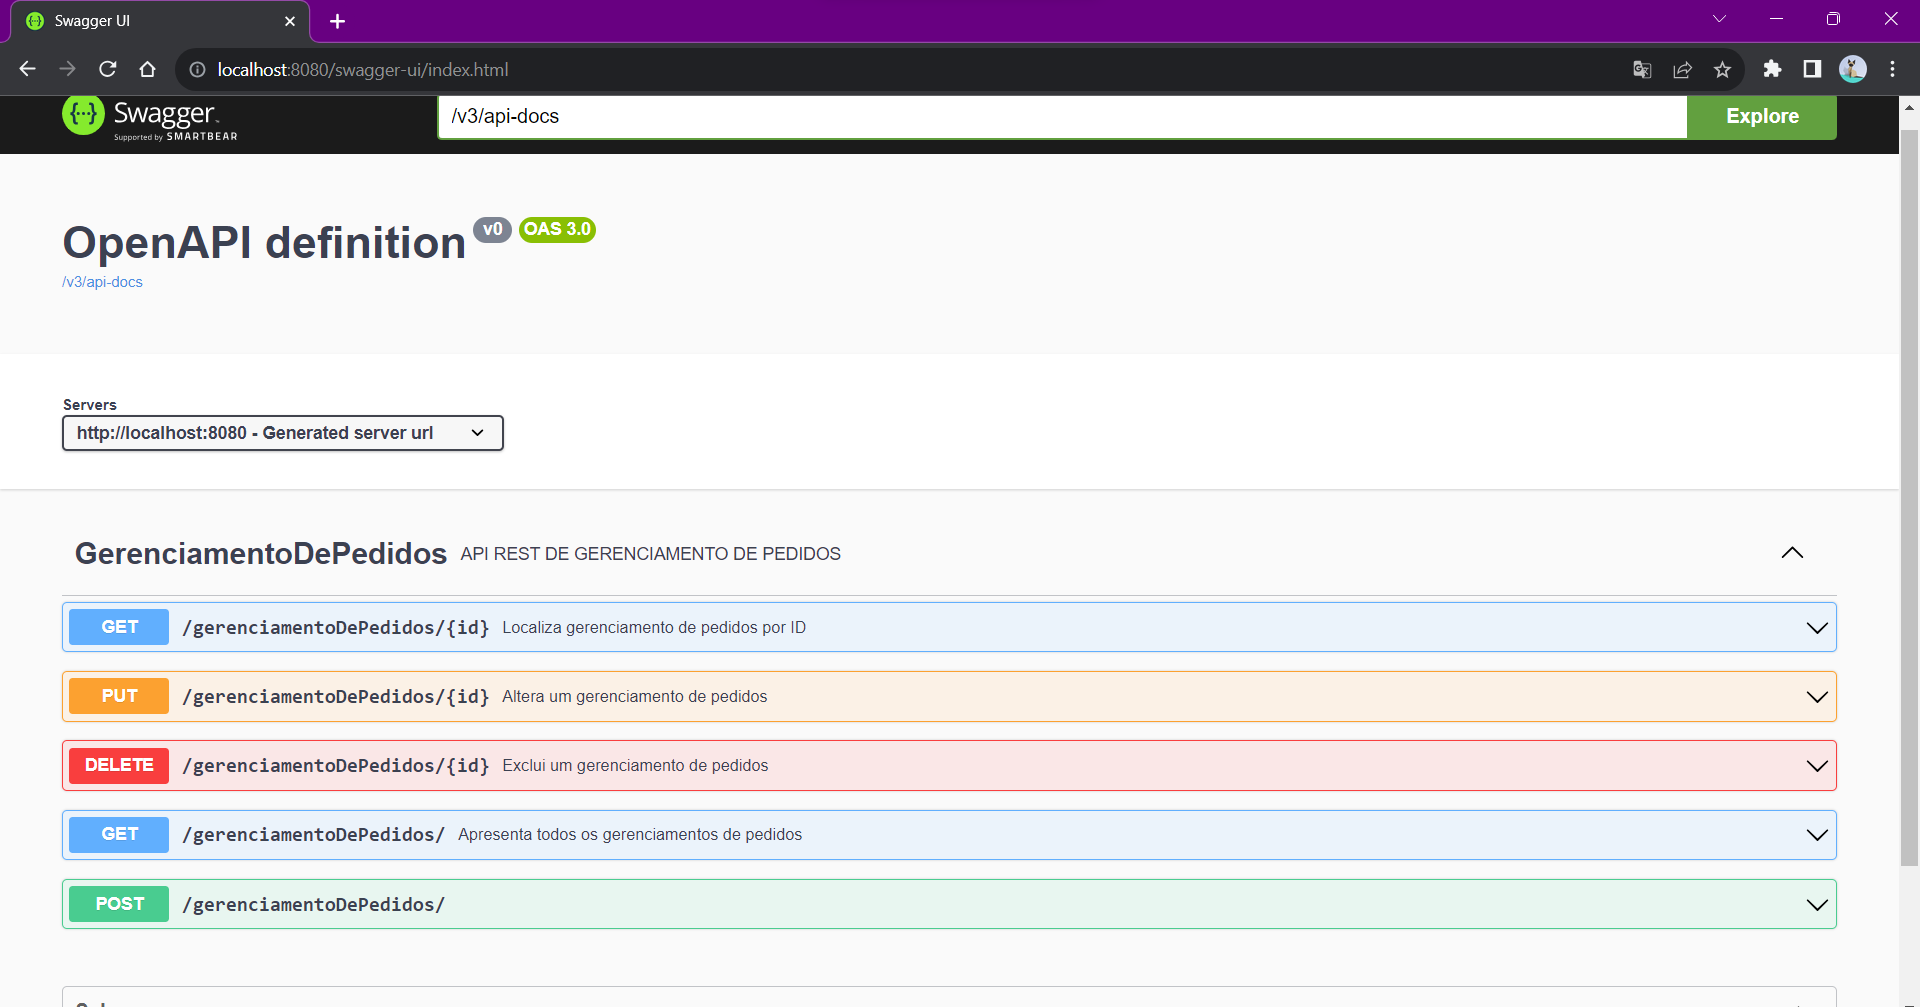 Swagger UI
localhost:8080/swagger-ui/index.html
Swagger.
Supported by SMARTBEAR
/v3/api-docs
Explore
OpenAPI definition v0 OAS 3.0
/v3/api-docs
Servers
http://localhost:8080 - Generated server url
GerenciamentoDePedidos API REST DE GERENCIAMENTO DE PEDIDOS
GET /gerenciamentoDePedidos/{id} Localiza gerenciamento de pedidos por ID
PUT /gerenciamentoDePedidos/{id} Altera um gerenciamento de pedidos
DELETE /gerenciamentoDePedidos/{id} Exclui um gerenciamento de pedidos
GET /gerenciamentoDePedidos/ Apresenta todos os gerenciamentos de pedidos
POST /gerenciamentoDePedidos/